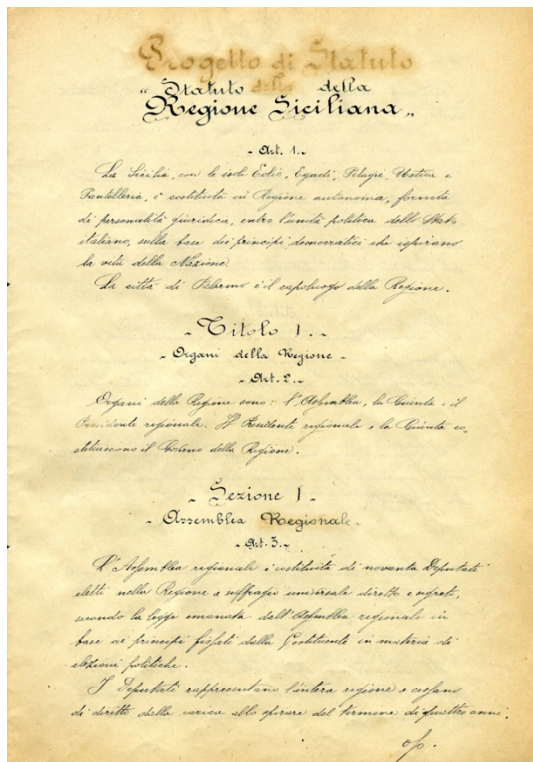 Progetto di Statuto
" Statuto della della
Regione Siciliana "
- Art. 1. -
La Sicilia, con le isole Eolie, Egadi, Pelagie, Ustica e
Pantelleria, è costituita in Regione autonoma, fornita
di personalità giuridica, entro l'unità politica dello Stato
italiano, sulla base dei principi democratici che ispirano
la vita della Nazione.
La città di Palermo è il capoluogo della Regione.
- Titolo I. -
- Organi della Regione -
- Art. 2. -
Organi della Regione sono: l'Assemblea, la Giunta e il
Presidente regionale. Il Presidente regionale e la Giunta co-
stituiscono il Governo della Regione.
- Sezione I -
- Assemblea Regionale -
- Art. 3. -
L'Assemblea regionale è costituita di novanta Deputati
eletti nella Regione a suffragio universale diretto e segreto,
secondo la legge emanata dall'Assemblea regionale in
base ai principi fissati dalla Costituente in materia di
elezioni politiche.
I Deputati rappresentano l'intera regione e cessano
di diritto dalla carica allo spirare del termine di quattro anni.